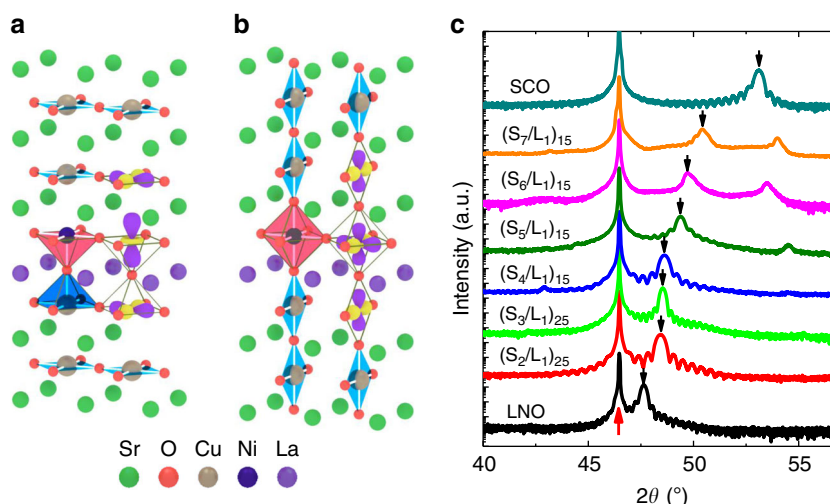 a
b
c
SCO
(S₇/L₁)₁₅
(S₆/L₁)₁₅
(S₅/L₁)₁₅
(S₄/L₁)₁₅
(S₃/L₁)₂₅
(S₂/L₁)₂₅
LNO
Intensity (a.u.)
40 45 50 55
2θ (°)
Sr O Cu Ni La